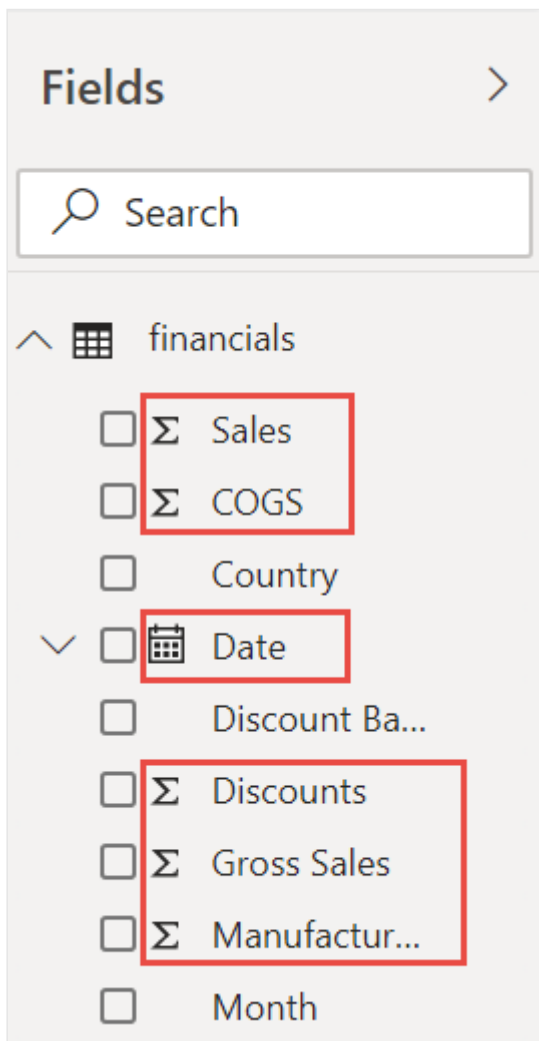 Fields
Search
financials
Σ Sales
Σ COGS
Country
Date
Discount Ba...
Σ Discounts
Σ Gross Sales
Σ Manufactur...
Month